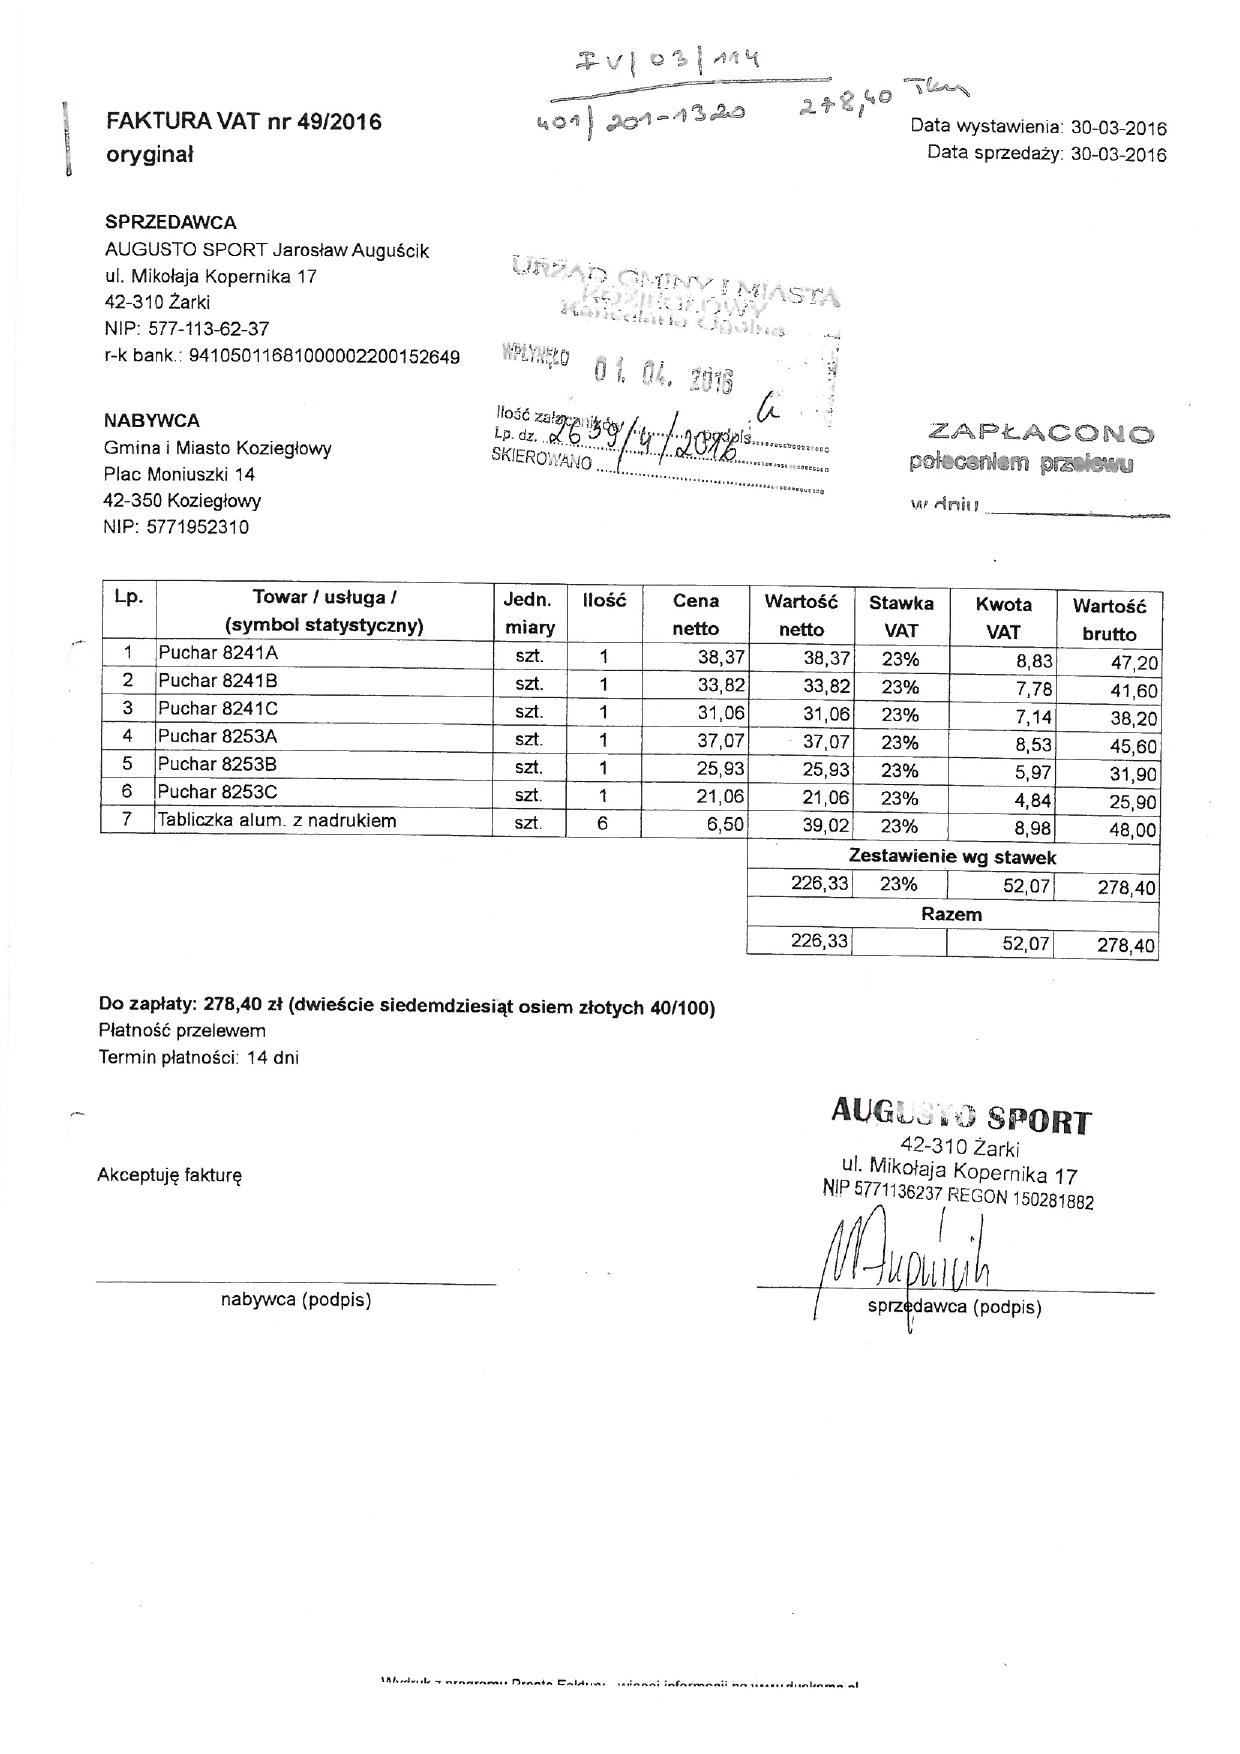 IV/03/114
401/201-1320 278,40
FAKTURA VAT nr 49/2016
oryginał
Data wystawienia: 30-03-2016
Data sprzedaży: 30-03-2016
SPRZEDAWCA
AUGUSTO SPORT Jarosław Auguścik
ul. Mikołaja Kopernika 17
42-310 Żarki
NIP: 577-113-62-37
r-k bank.: 94105011681000002200152649
URZĄD GMINY I MIASTA
KOZIEGŁOWY
Kancelaria Ogólna
WPŁYNĘŁO 01. 04. 2016
Ilość załączników podpis
Lp. dz. 2639/4/2016
SKIEROWANO
NABYWCA
Gmina i Miasto Koziegłowy
Plac Moniuszki 14
42-350 Koziegłowy
NIP: 5771952310
ZAPŁACONO
poleceniem przelewu
w dniu
Lp. Towar / usługa / (symbol statystyczny) Jedn. miary Ilość Cena netto Wartość netto Stawka VAT Kwota VAT Wartość brutto
1 Puchar 8241A szt. 1 38,37 38,37 23% 8,83 47,20
2 Puchar 8241B szt. 1 33,82 33,82 23% 7,78 41,60
3 Puchar 8241C szt. 1 31,06 31,06 23% 7,14 38,20
4 Puchar 8253A szt. 1 37,07 37,07 23% 8,53 45,60
5 Puchar 8253B szt. 1 25,93 25,93 23% 5,97 31,90
6 Puchar 8253C szt. 1 21,06 21,06 23% 4,84 25,90
7 Tabliczka alum. z nadrukiem szt. 6 6,50 39,02 23% 8,98 48,00
Zestawienie wg stawek
226,33 23% 52,07 278,40
Razem
226,33 52,07 278,40
Do zapłaty: 278,40 zł (dwieście siedemdziesiąt osiem złotych 40/100)
Płatność przelewem
Termin płatności: 14 dni
AUGUSTO SPORT
42-310 Żarki
ul. Mikołaja Kopernika 17
NIP 5771136237 REGON 150281882
Akceptuję fakturę
nabywca (podpis)
sprzedawca (podpis)